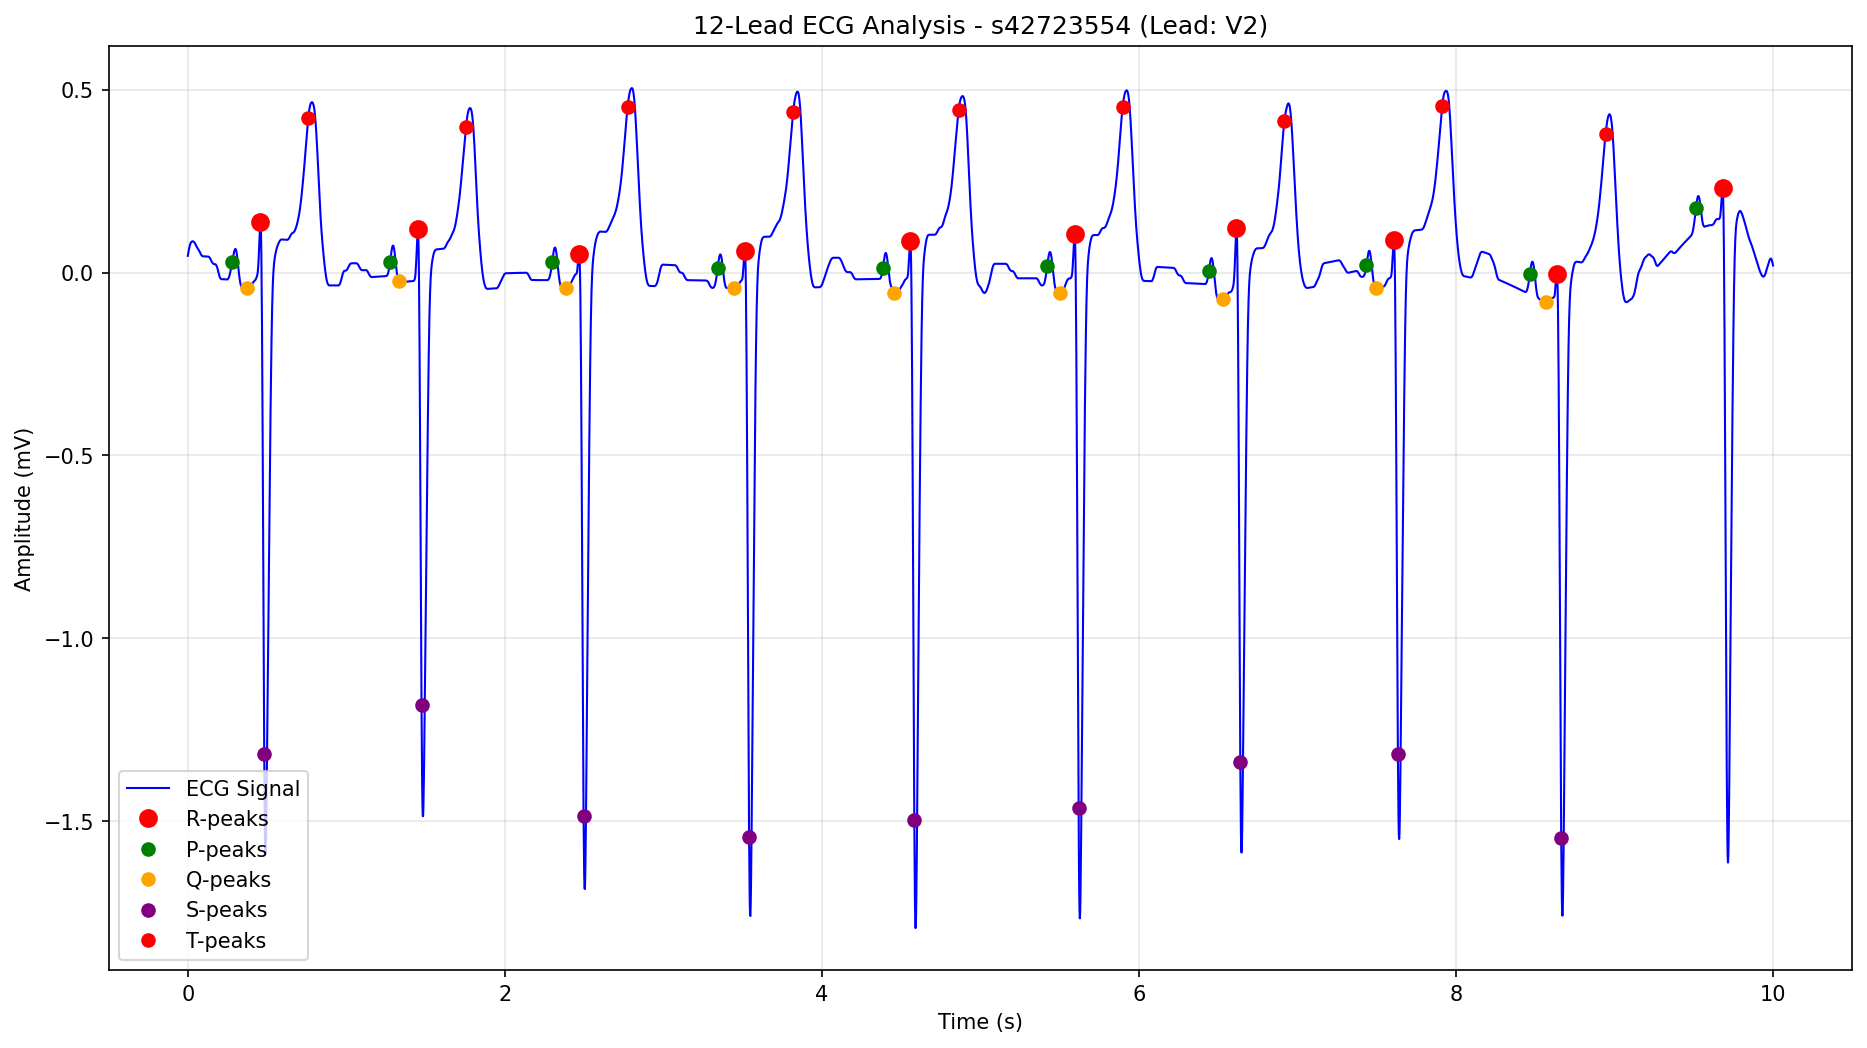 12-Lead ECG Analysis - s42723554 (Lead: V2)
0.5
0.0
−0.5
−1.0
−1.5
Amplitude (mV)
ECG Signal
R-peaks
P-peaks
Q-peaks
S-peaks
T-peaks
0 2 4 6 8 10
Time (s)